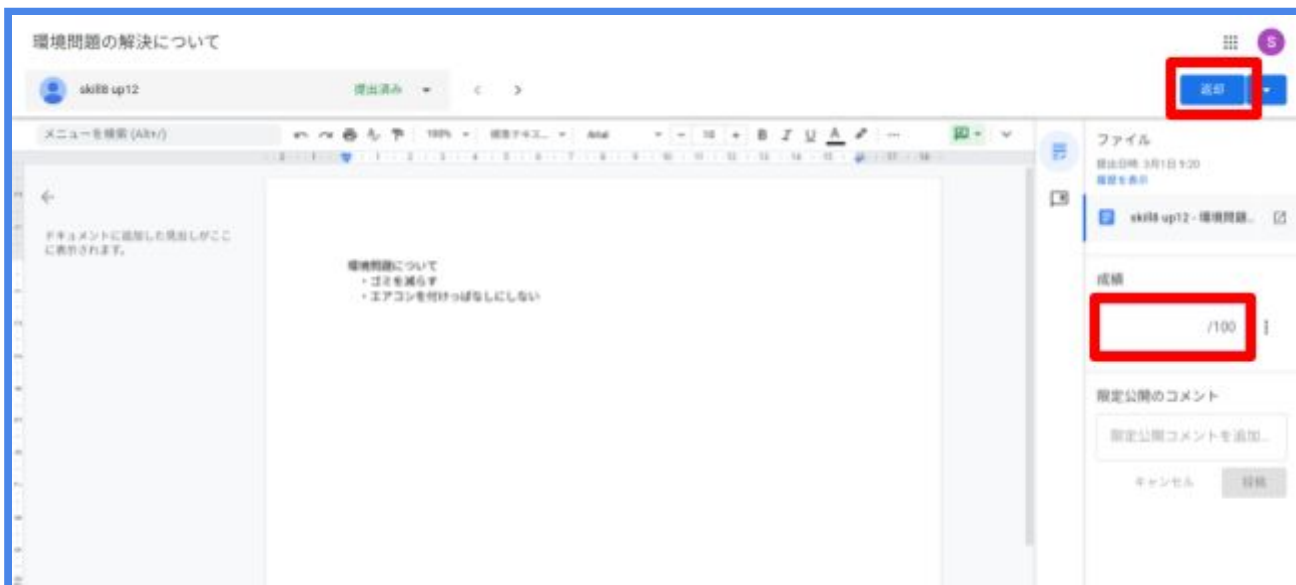 環境問題の解決について
S
skill8 up12
提出済み
返却
メニューを検索 (Alt+/)
100%
標準テキス...
Arial
10
B I U A
ファイル
提出日時: 3月1日 9:20
履歴を表示
ドキュメントに追加した見出しがここ
に表示されます。
skill8 up12 - 環境問題...
環境問題について
・ゴミを減らす
・エアコンを付けっぱなしにしない
成績
/100
限定公開のコメント
限定公開コメントを追加...
キャンセル
投稿